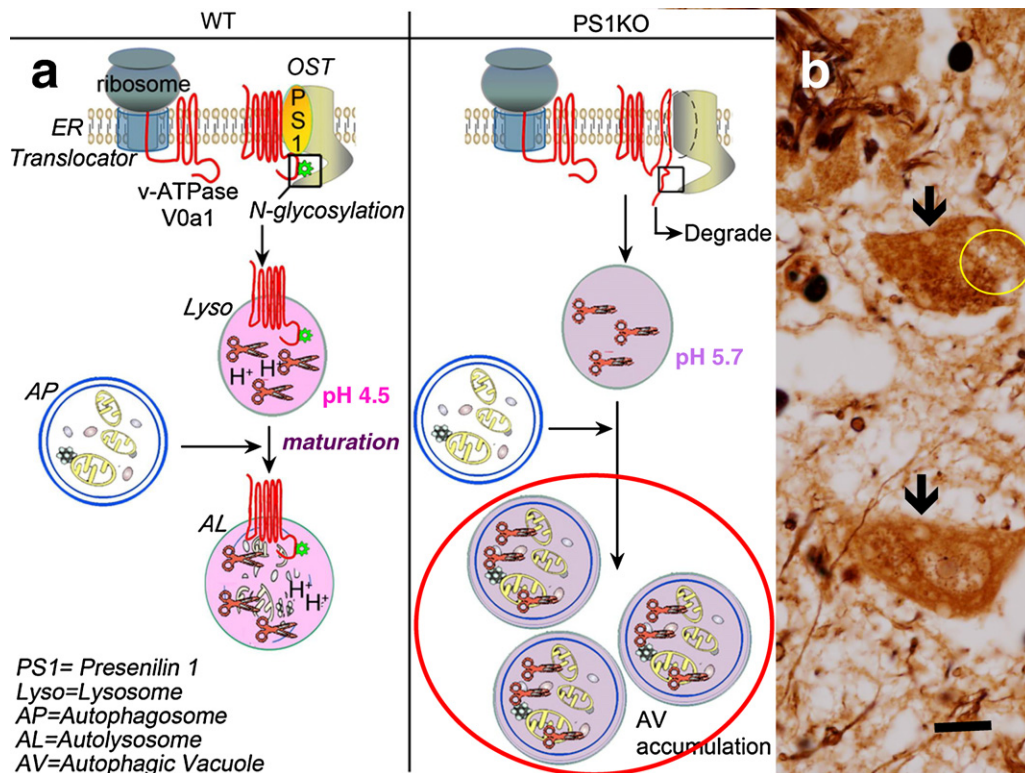 WT
PS1KO
a
ribosome
OST
P
S
1
ER
Translocator
v-ATPase
V0a1
N-glycosylation
Lyso
H+
H
pH 4.5
AP
maturation
AL
H+
H+
PS1= Presenilin 1
Lyso=Lysosome
AP=Autophagosome
AL=Autolysosome
AV=Autophagic Vacuole
Degrade
pH 5.7
AV
accumulation
b